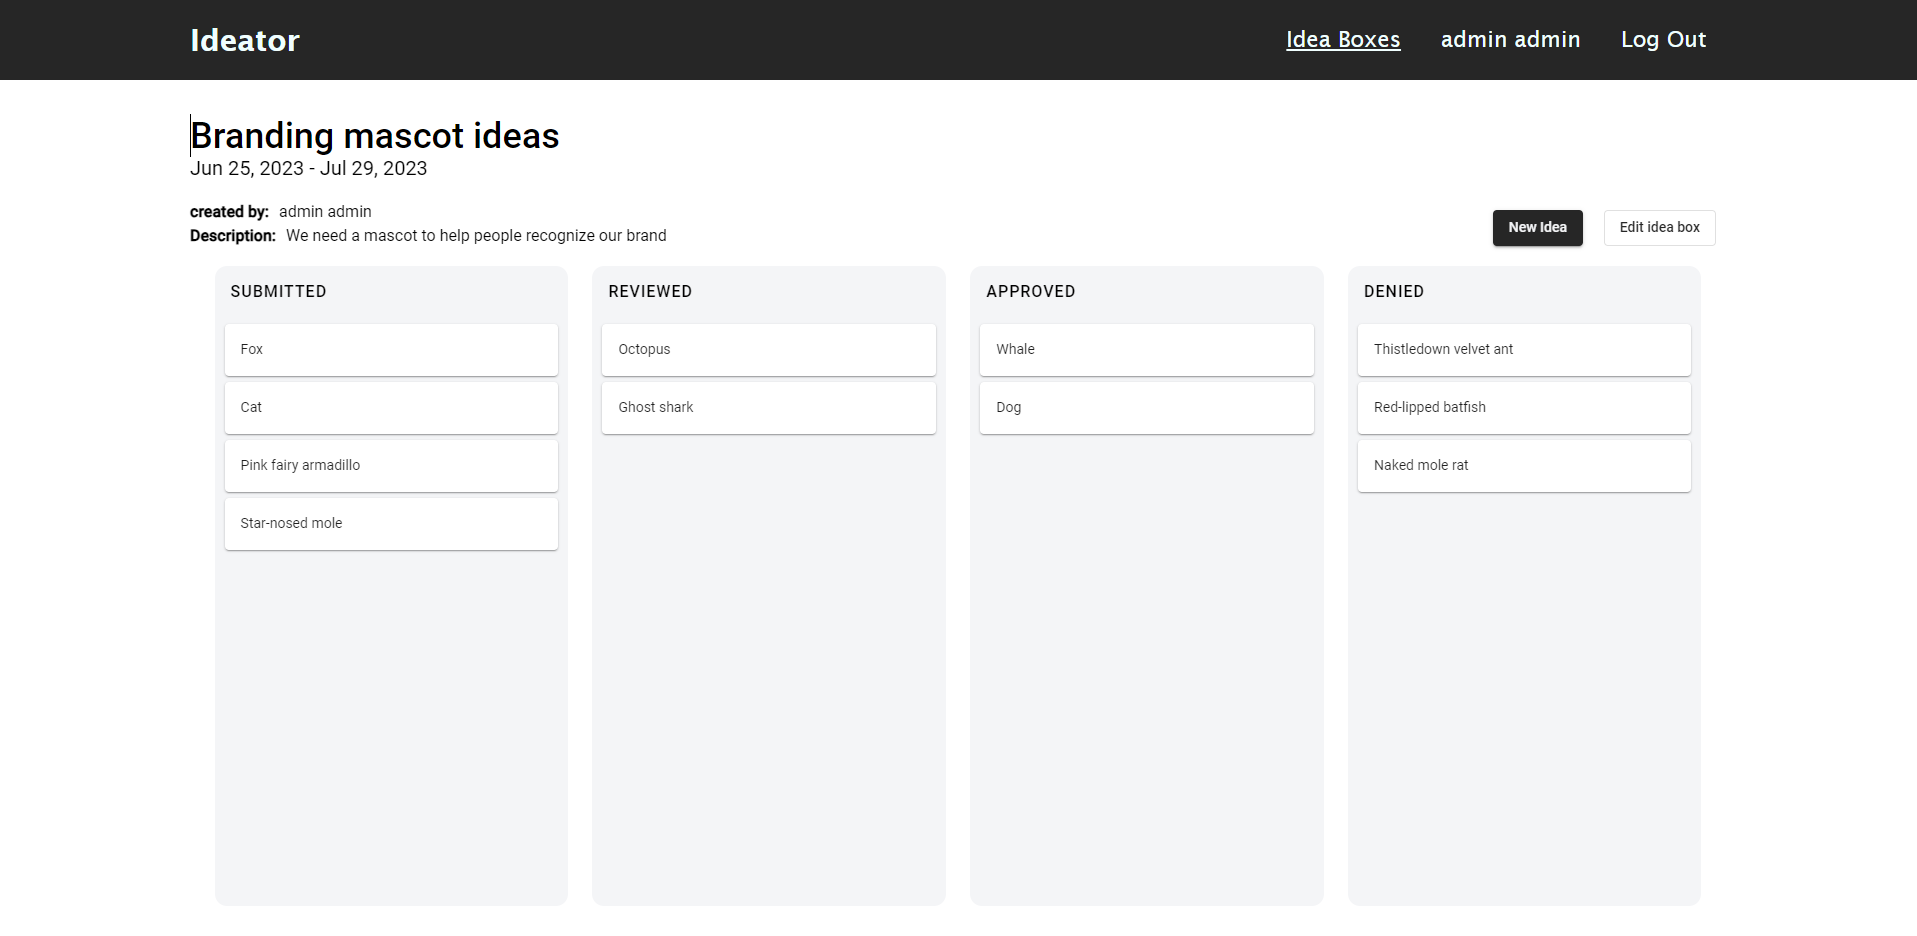 Ideator
Idea Boxes
admin admin
Log Out
Branding mascot ideas
Jun 25, 2023 - Jul 29, 2023
created by: admin admin
Description: We need a mascot to help people recognize our brand
New Idea
Edit idea box
SUBMITTED
Fox
Cat
Pink fairy armadillo
Star-nosed mole
REVIEWED
Octopus
Ghost shark
APPROVED
Whale
Dog
DENIED
Thistledown velvet ant
Red-lipped batfish
Naked mole rat